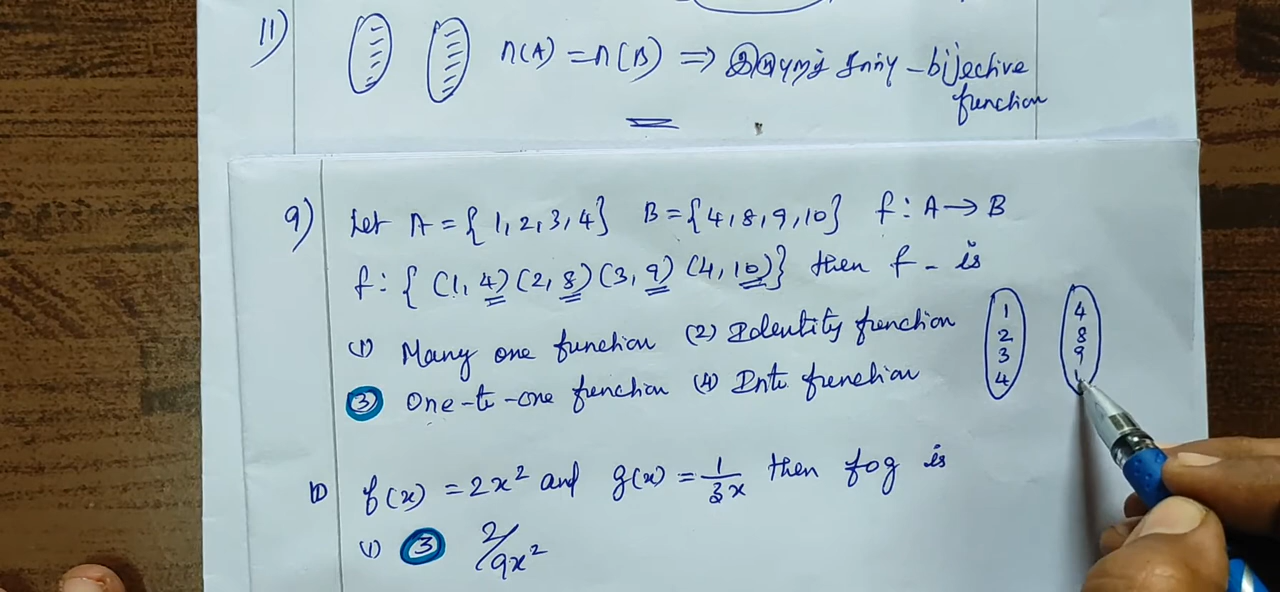 11) n(A) = n(B) ⇒ – bijective
function
9) Let A = { 1, 2, 3, 4} B = {4, 8, 9, 10} f : A → B
f : { (1, 4) (2, 8) (3, 9) (4, 10)} then f - is
(1) Many one function (2) Identity function
(3) One-to-one function (4) Into function
1 4
2 8
3 9
4 1
10 f(x) = 2x² and g(x) = 1/3x then fog is
(1) (3) 2/9x²